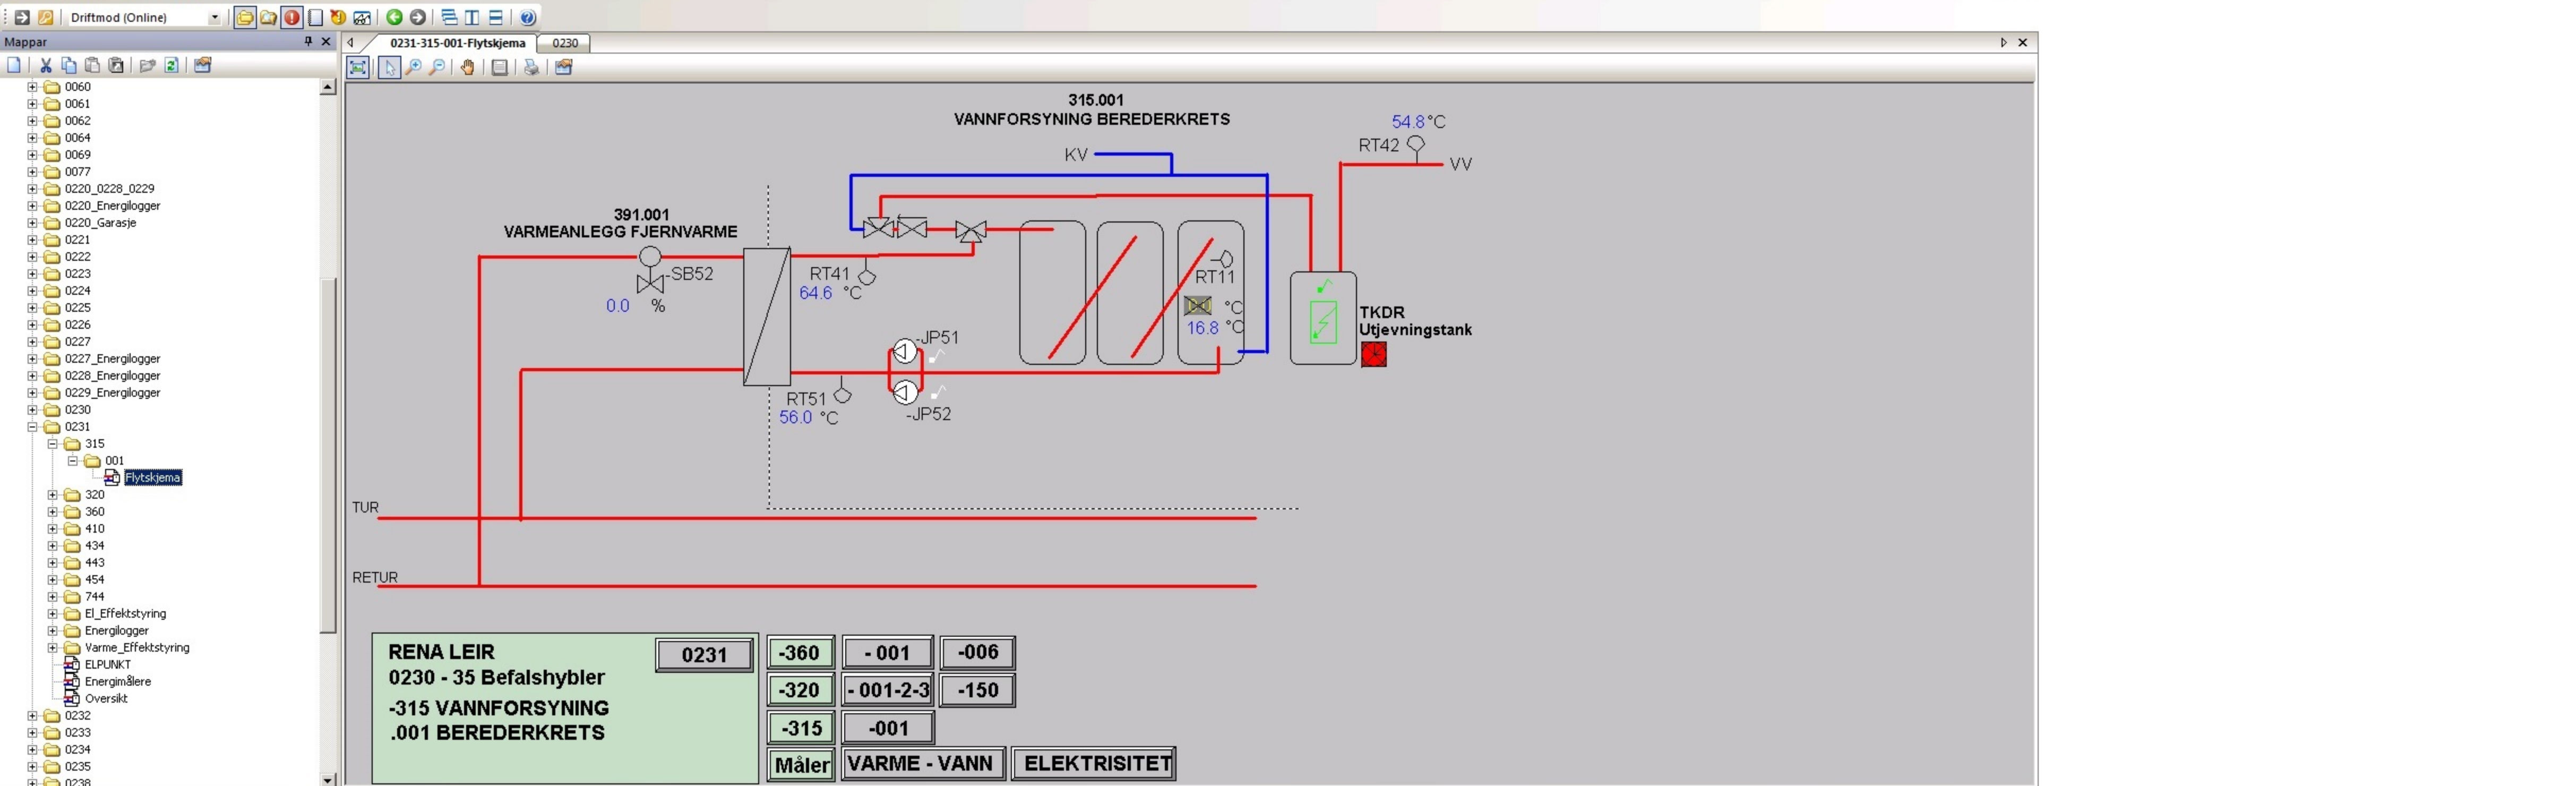 Driftmod (Online)
Mappar
0231-315-001-Flytskjema
0230
0060
0061
0062
0064
0069
0077
0220_0228_0229
0220_Energilogger
0220_Garasje
0221
0222
0223
0224
0225
0226
0227
0227_Energilogger
0228_Energilogger
0229_Energilogger
0230
0231
315
001
Flytskjema
320
360
410
434
443
454
744
El_Effektstyring
Energilogger
Varme_Effektstyring
ELPUNKT
Energimålere
Oversikt
0232
0233
0234
0235
0238
315.001
VANNFORSYNING BEREDERKRETS
54.8 °C
RT42
VV
KV
391.001
VARMEANLEGG FJERNVARME
-SB52
0.0 %
RT41
64.6 °C
RT11
°C
16.8 °C
TKDR
Utjevningstank
-JP51
RT51
56.0 °C
-JP52
TUR
RETUR
RENA LEIR
0231
0230 - 35 Befalshybler
-315 VANNFORSYNING
.001 BEREDERKRETS
-360
- 001
-006
-320
- 001-2-3
-150
-315
-001
Måler
VARME - VANN
ELEKTRISITET